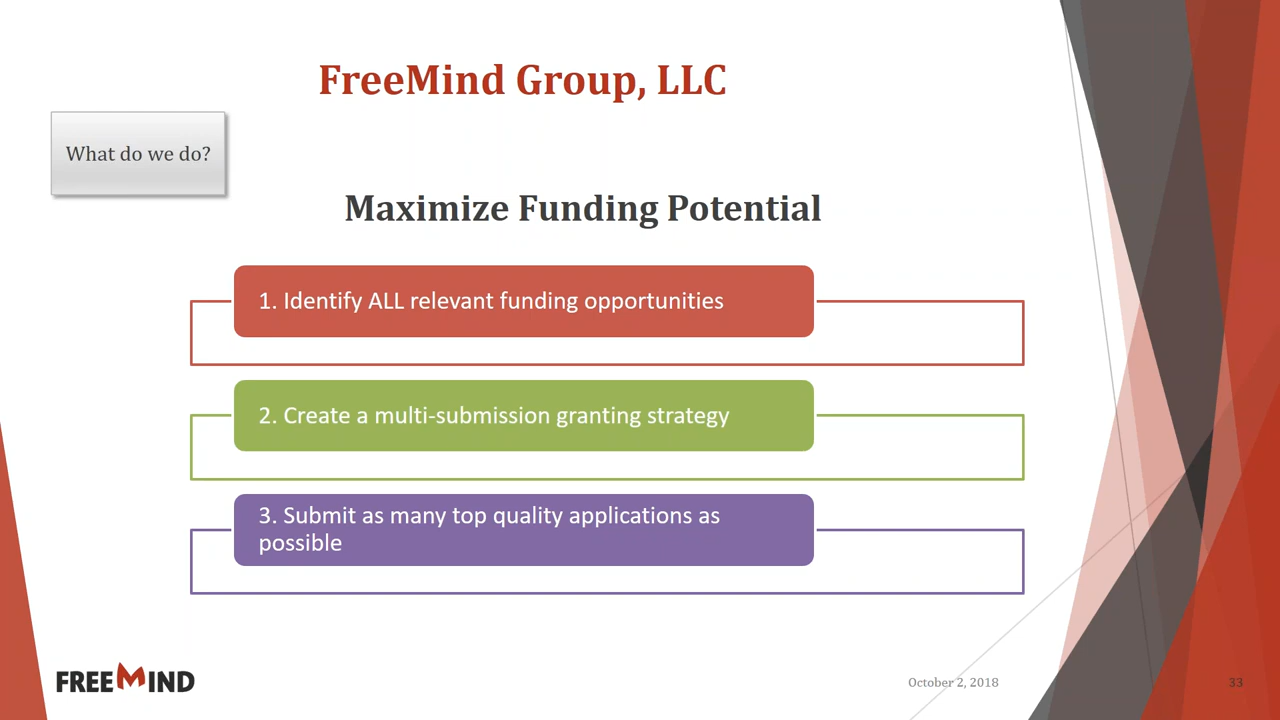 FreeMind Group, LLC
What do we do?
Maximize Funding Potential
1. Identify ALL relevant funding opportunities
2. Create a multi-submission granting strategy
3. Submit as many top quality applications as
possible
FREEMIND
October 2, 2018
33